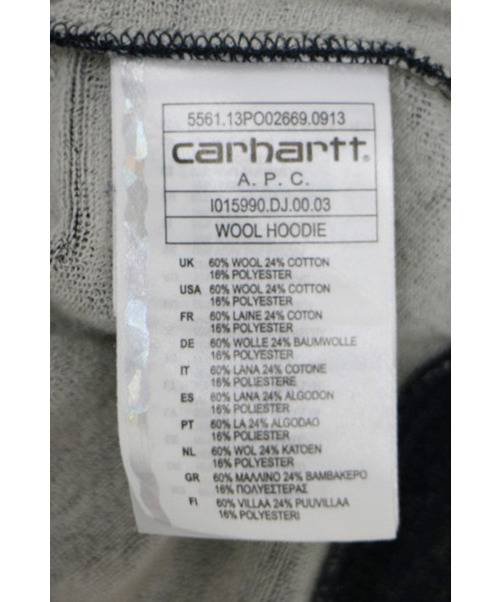 5561.13PO02669.0913
carhartt®
A. P. C.
I015990.DJ.00.03
WOOL HOODIE
UK 60% WOOL 24% COTTON
16% POLYESTER
USA 60% WOOL 24% COTTON
16% POLYESTER
FR 60% LAINE 24% COTON
16% POLYESTER
DE 60% WOLLE 24% BAUMWOLLE
16% POLYESTER
IT 60% LANA 24% COTONE
16% POLIESTERE
ES 60% LANA 24% ALGODON
16% POLIESTER
PT 60% LA 24% ALGODAO
16% POLIESTER
NL 60% WOL 24% KATOEN
16% POLYESTER
GR 60% ΜΑΛΛΙΝΟ 24% ΒΑΜΒΑΚΕΡΟ
16% ΠΟΛΥΕΣΤΕΡΑΣ
FI 60% VILLAA 24% PUUVILLAA
16% POLYESTERI